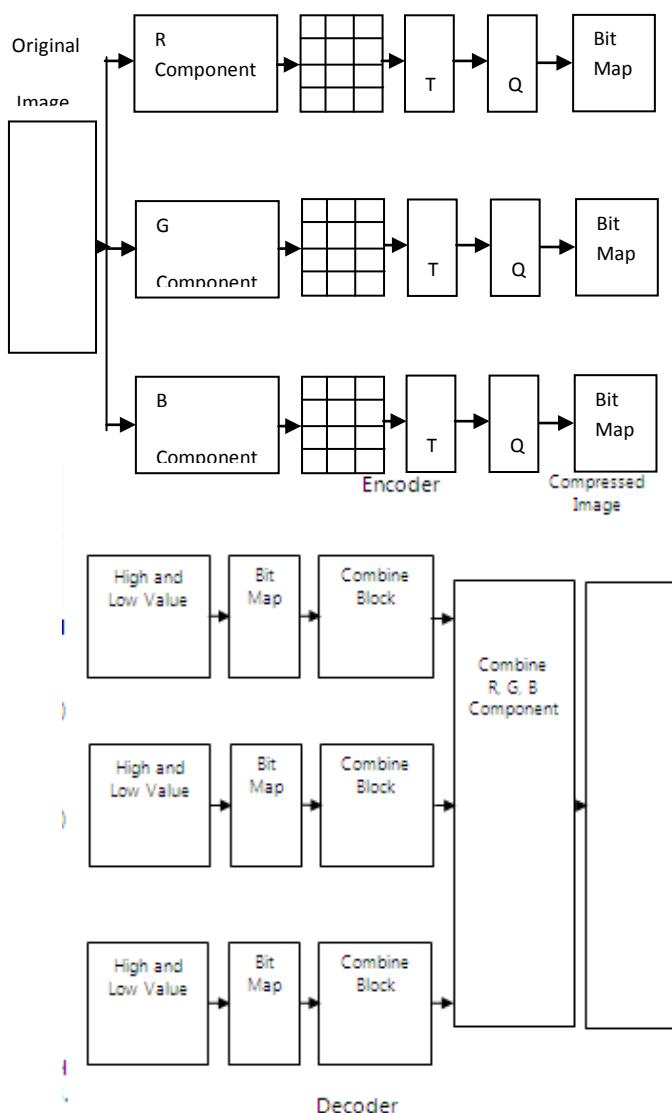 Original
Image
R
Component
T
Q
Bit
Map
G
Component
T
Q
Bit
Map
B
Component
T
Q
Bit
Map
Encoder
Compressed
Image
High and
Low Value
Bit
Map
Combine
Block
Combine
R, G, B
Component
High and
Low Value
Bit
Map
Combine
Block
High and
Low Value
Bit
Map
Combine
Block
Decoder